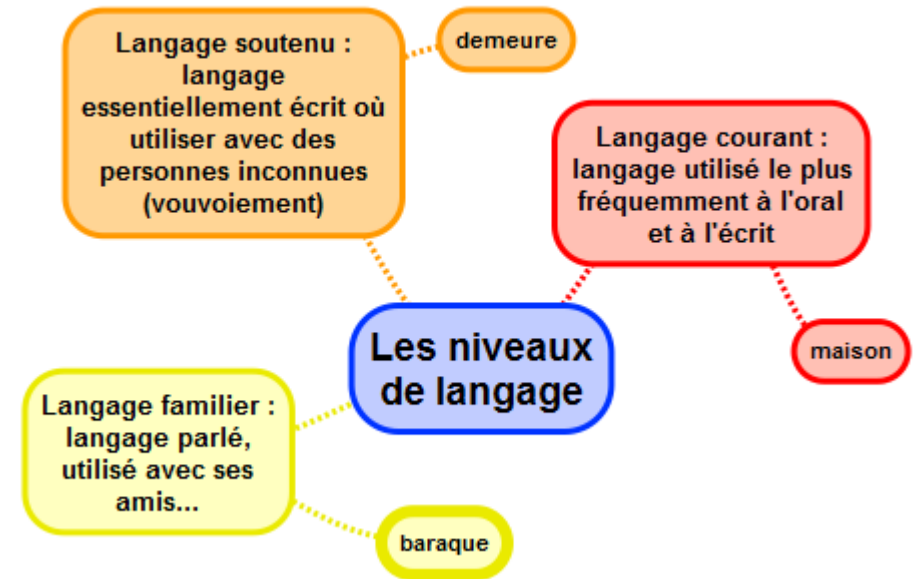 Langage soutenu :
langage
essentiellement écrit où
utiliser avec des
personnes inconnues
(vouvoiement)
demeure
Langage courant :
langage utilisé le plus
fréquemment à l'oral
et à l'écrit
maison
Les niveaux
de langage
Langage familier :
langage parlé,
utilisé avec ses
amis...
baraque